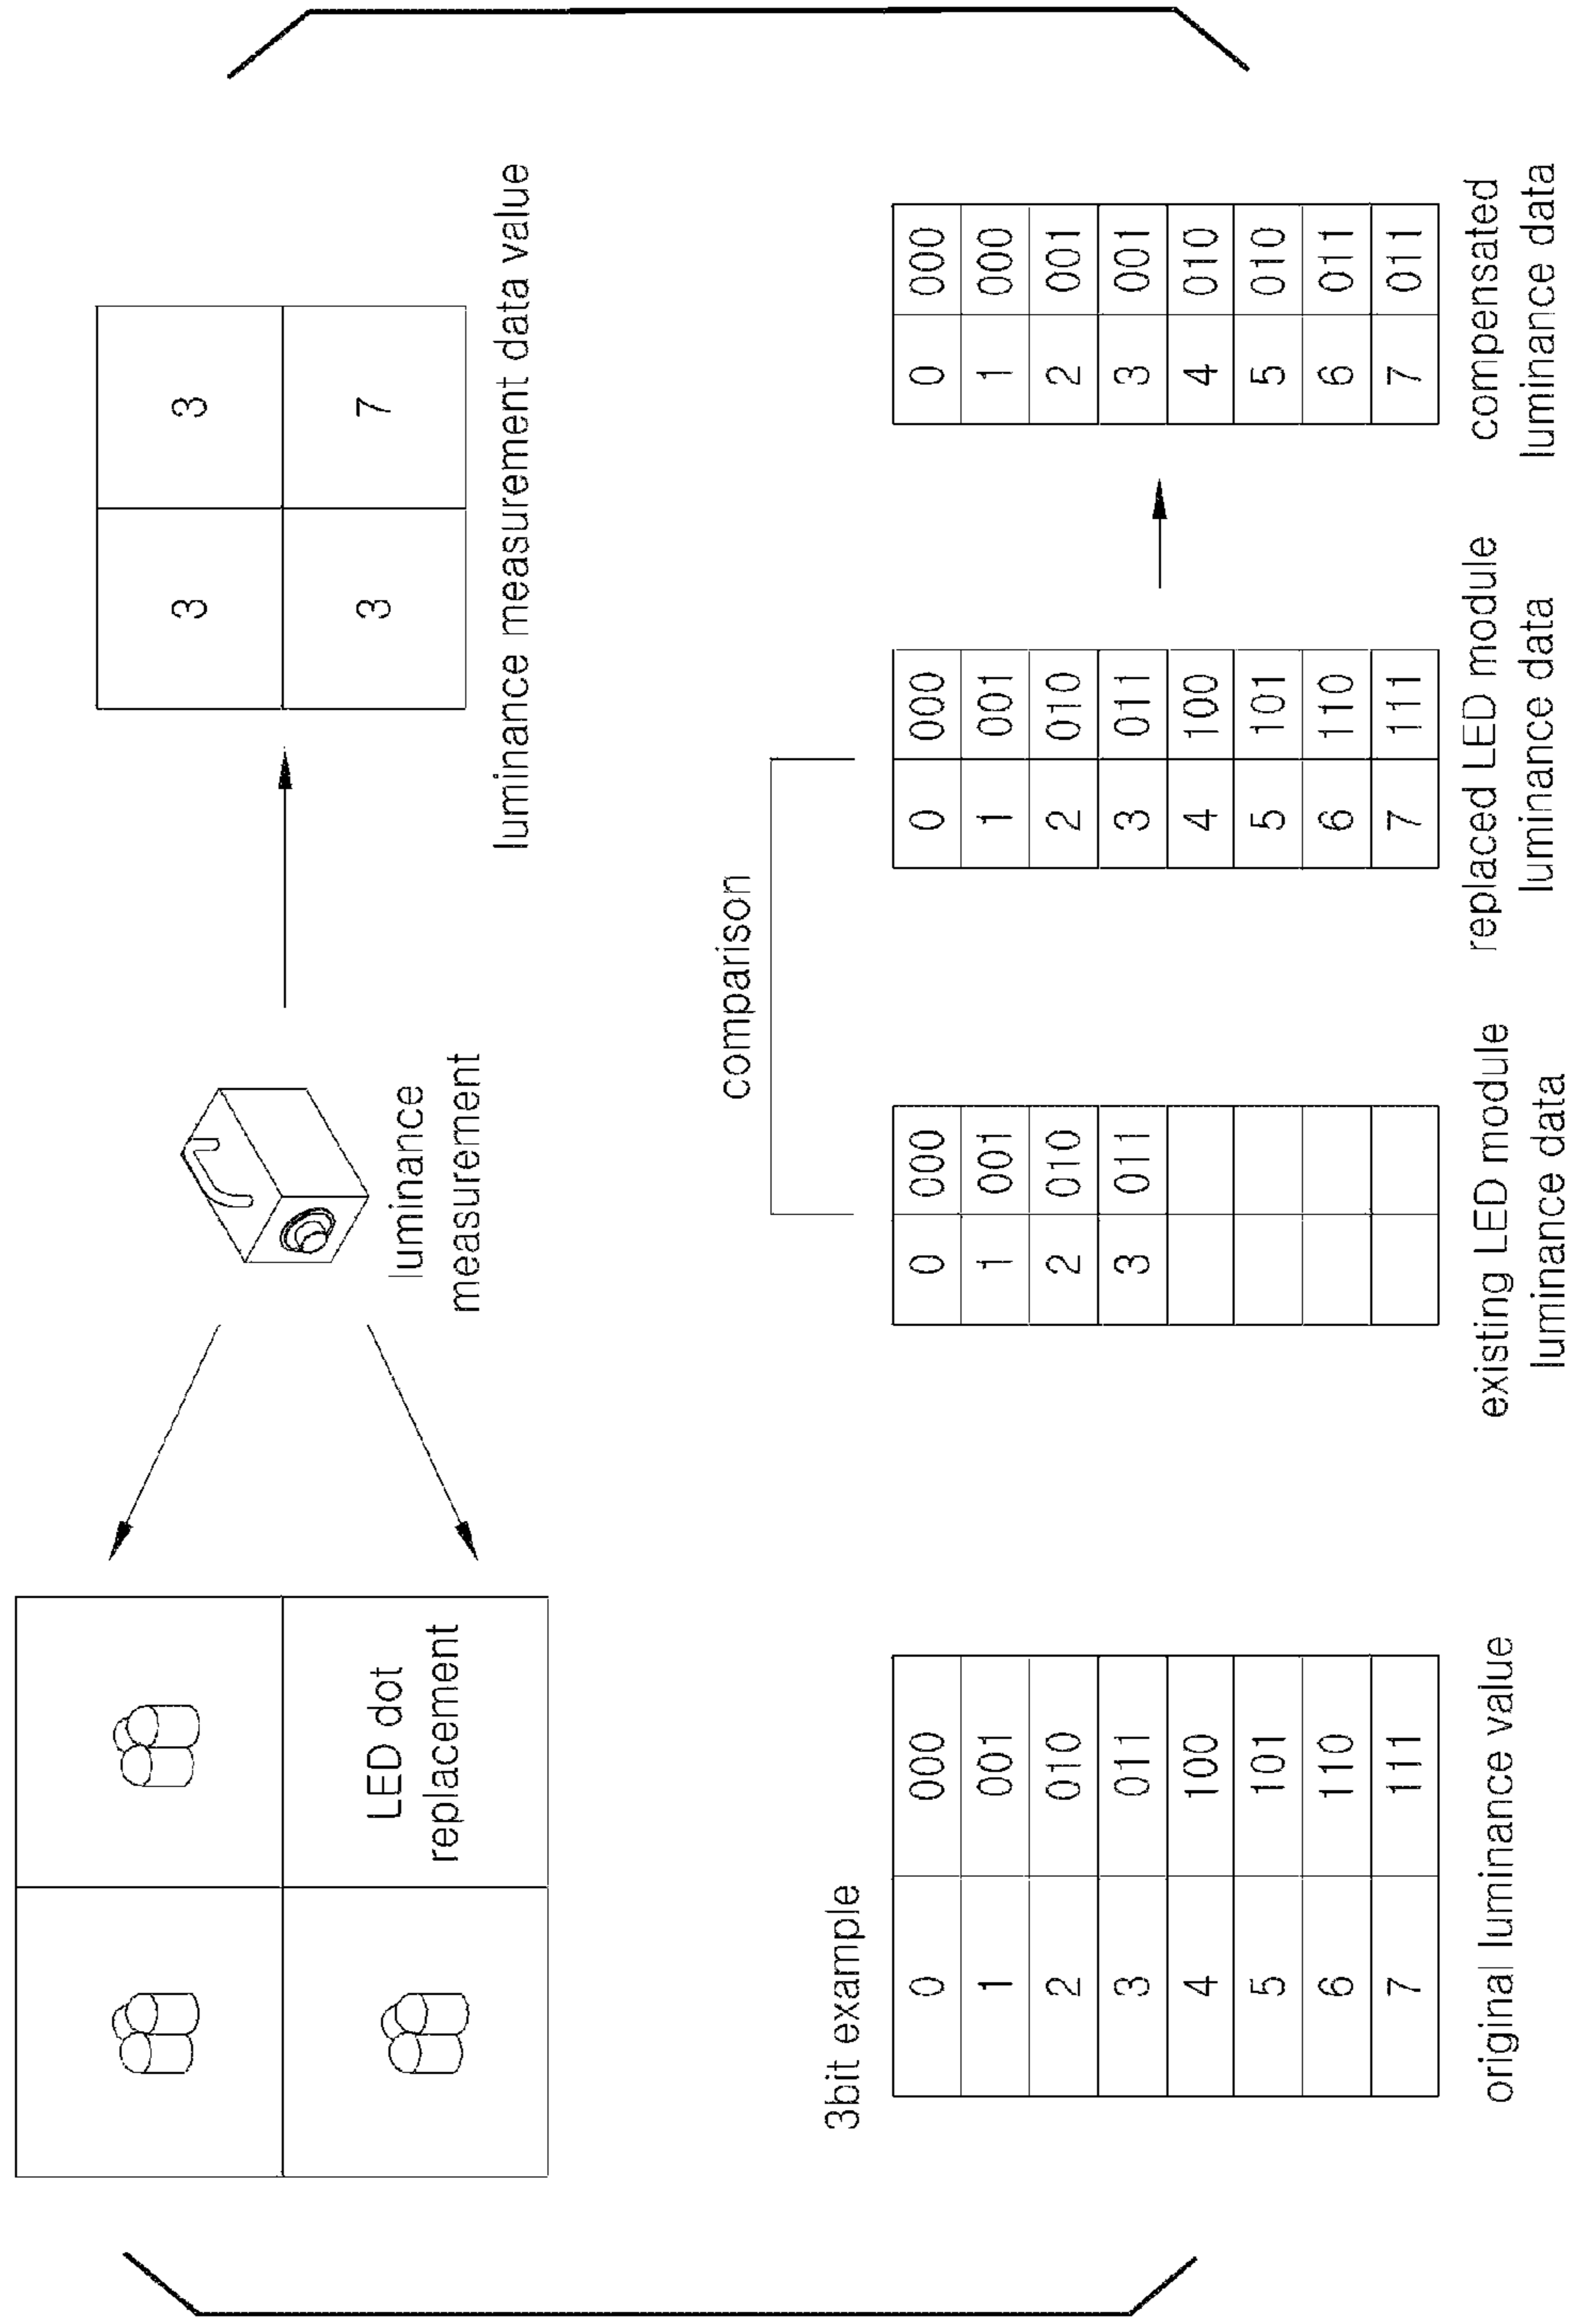 LED dot
replacement
luminance
measurement
3 3
3 7
luminance measurement data value
3bit example
0 000
1 001
2 010
3 011
4 100
5 101
6 110
7 111
original luminance value
comparison
0 000
1 001
2 010
3 011
existing LED module
luminance data
0 000
1 001
2 010
3 011
4 100
5 101
6 110
7 111
replaced LED module
luminance data
0 000
1 000
2 001
3 001
4 010
5 010
6 011
7 011
compensated
luminance data